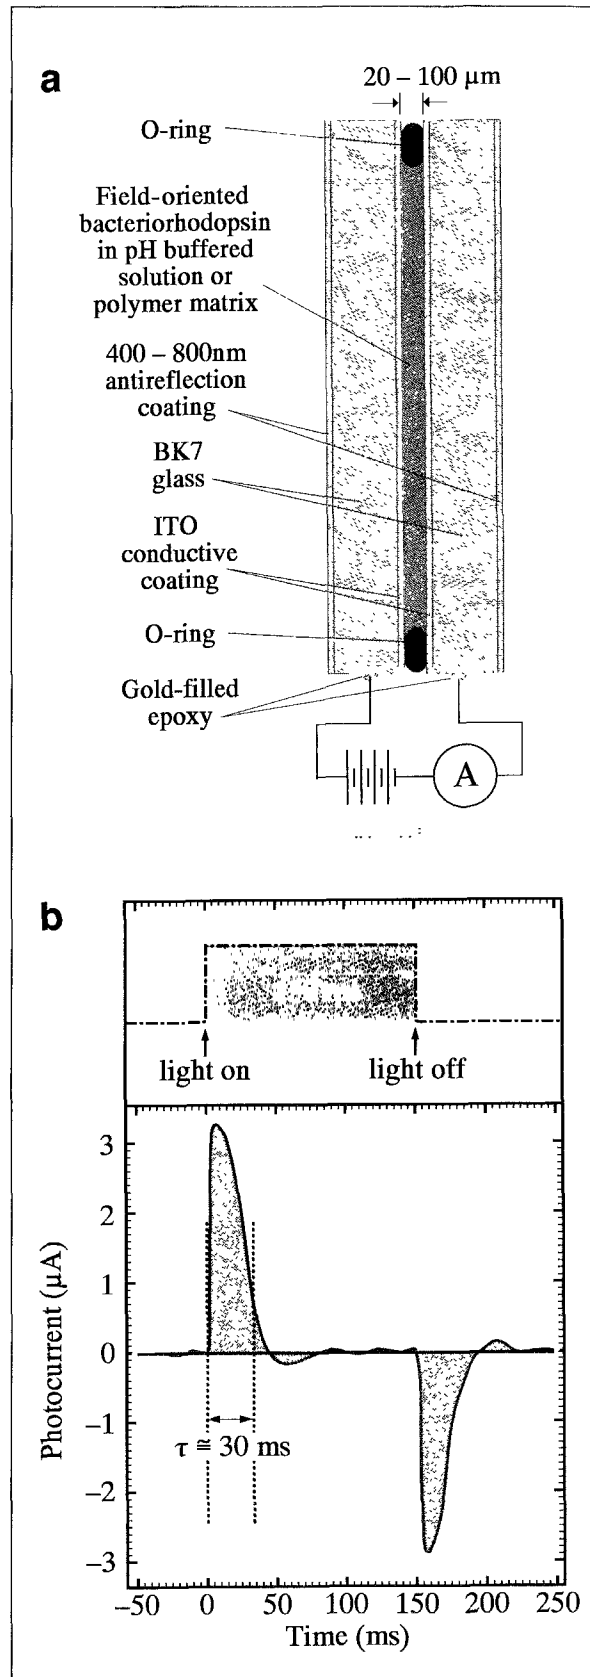 a
20 – 100 μm
O-ring
Field-oriented
bacteriorhodopsin
in pH buffered
solution or
polymer matrix
400 – 800nm
antireflection
coating
BK7
glass
ITO
conductive
coating
O-ring
Gold-filled
epoxy
A
b
light on
light off
Photocurrent (μA)
3
2
1
0
−1
−2
−3
τ ≅ 30 ms
−50 0 50 100 150 200 250
Time (ms)